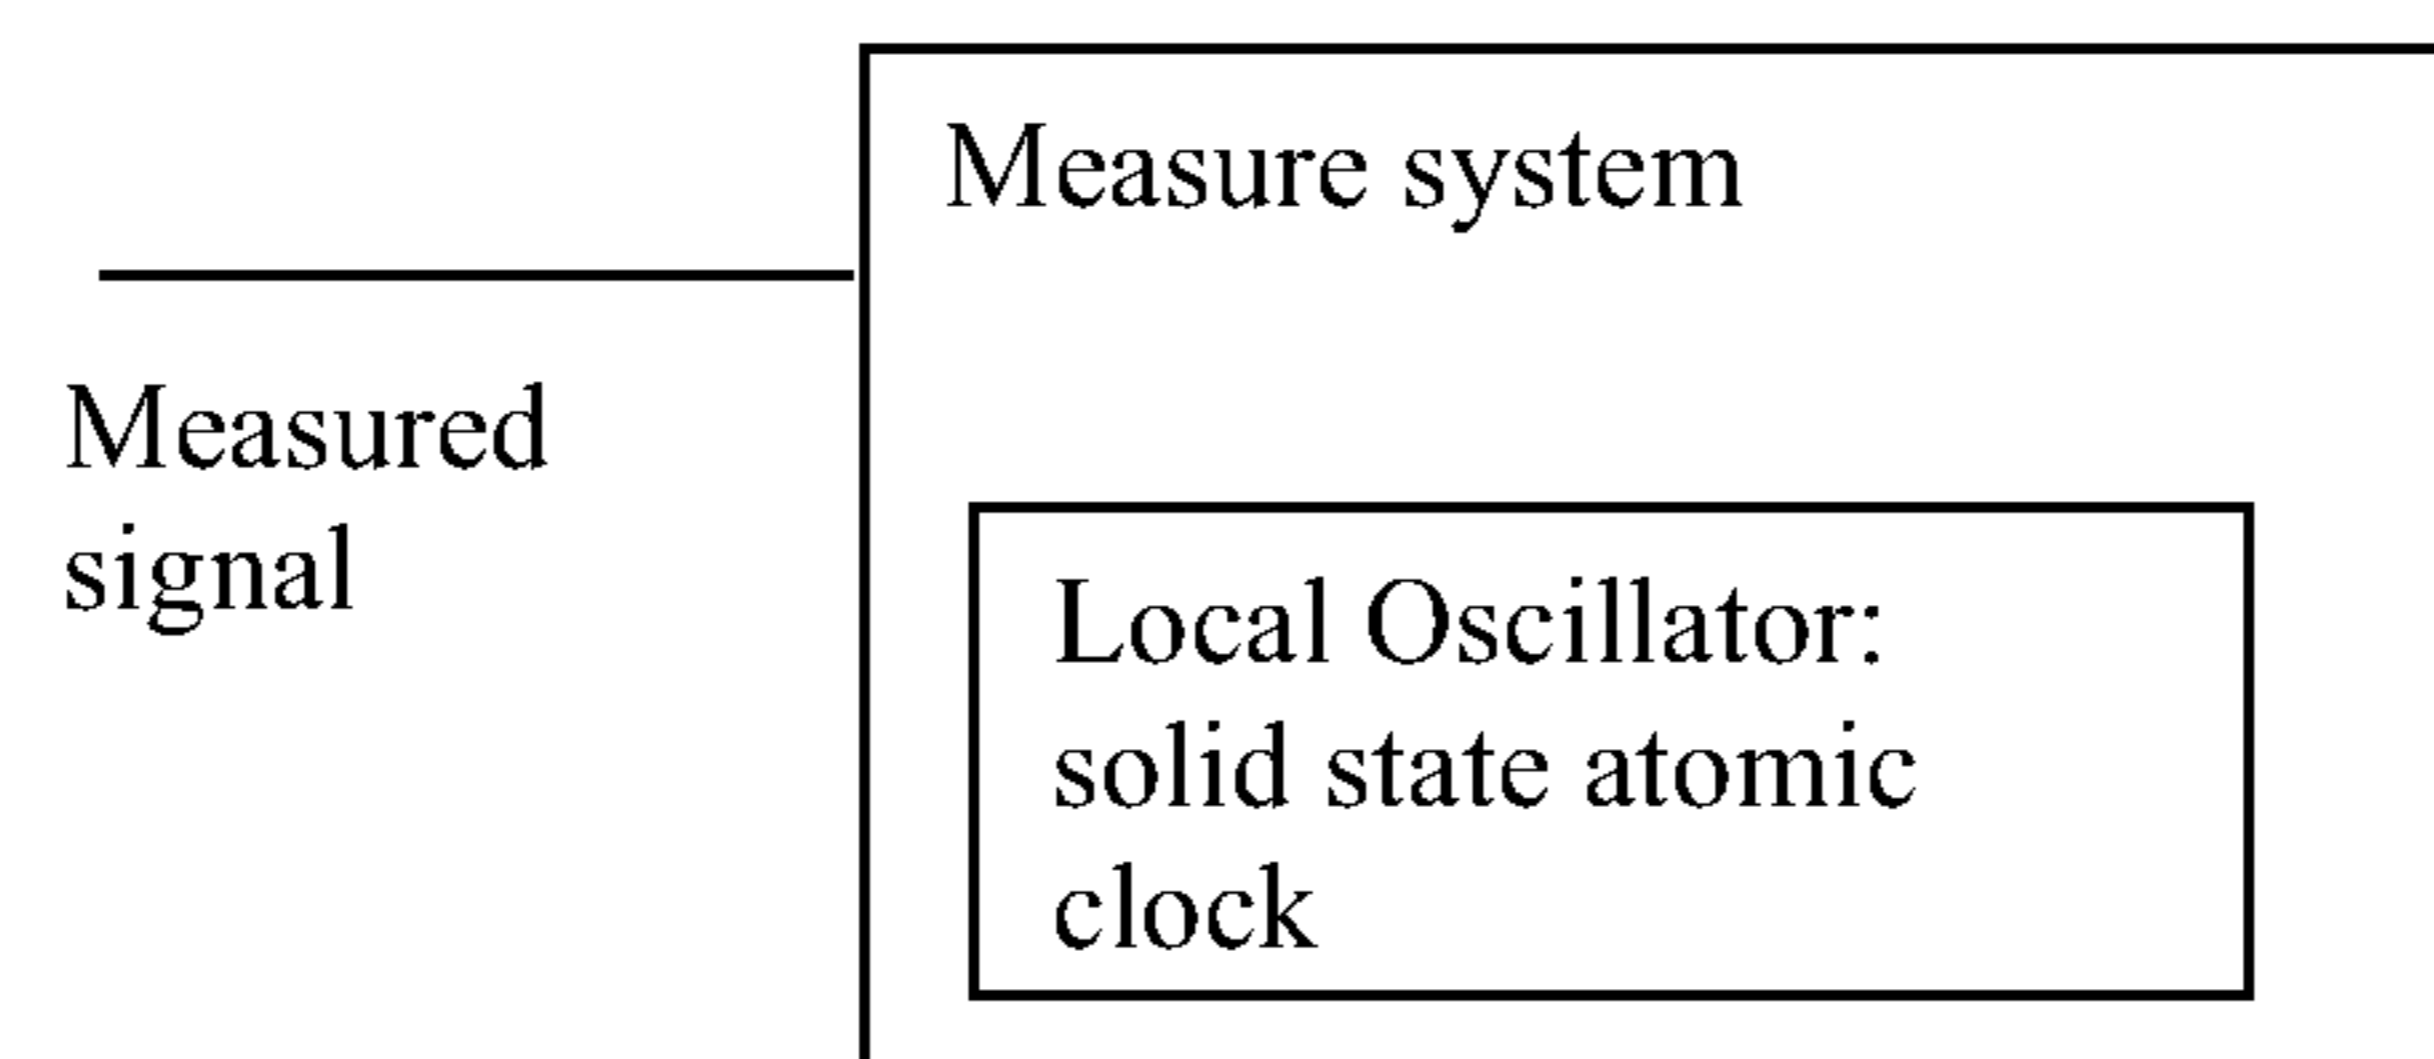 Measure system
Measured
signal
Local Oscillator:
solid state atomic
clock